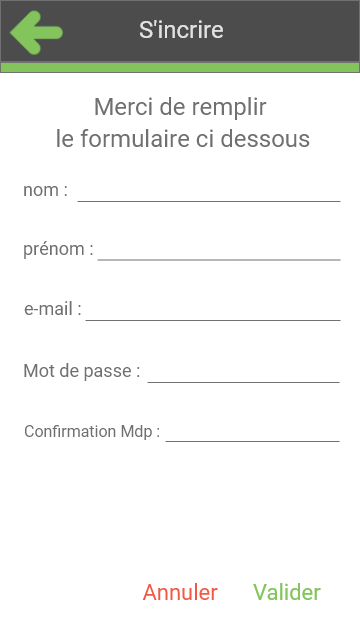 S'incrire
Merci de remplir
le formulaire ci dessous
nom :
prénom :
e-mail :
Mot de passe :
Confirmation Mdp :
Annuler Valider